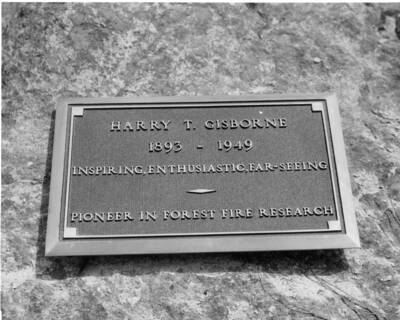 HARRY T. GISBORNE
1893 - 1949
INSPIRING, ENTHUSIASTIC, FAR-SEEING
PIONEER IN FOREST FIRE RESEARCH